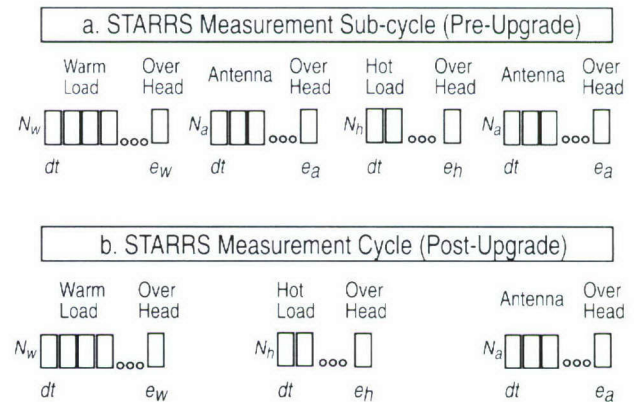 a. STARRS Measurement Sub-cycle (Pre-Upgrade)
Warm Load Over Head Antenna Over Head Hot Load Over Head Antenna Over Head
Nw Na Nh Na
dt ew dt ea dt eh dt ea
b. STARRS Measurement Cycle (Post-Upgrade)
Warm Load Over Head Hot Load Over Head Antenna Over Head
Nw Nh Na
dt ew dt eh dt ea